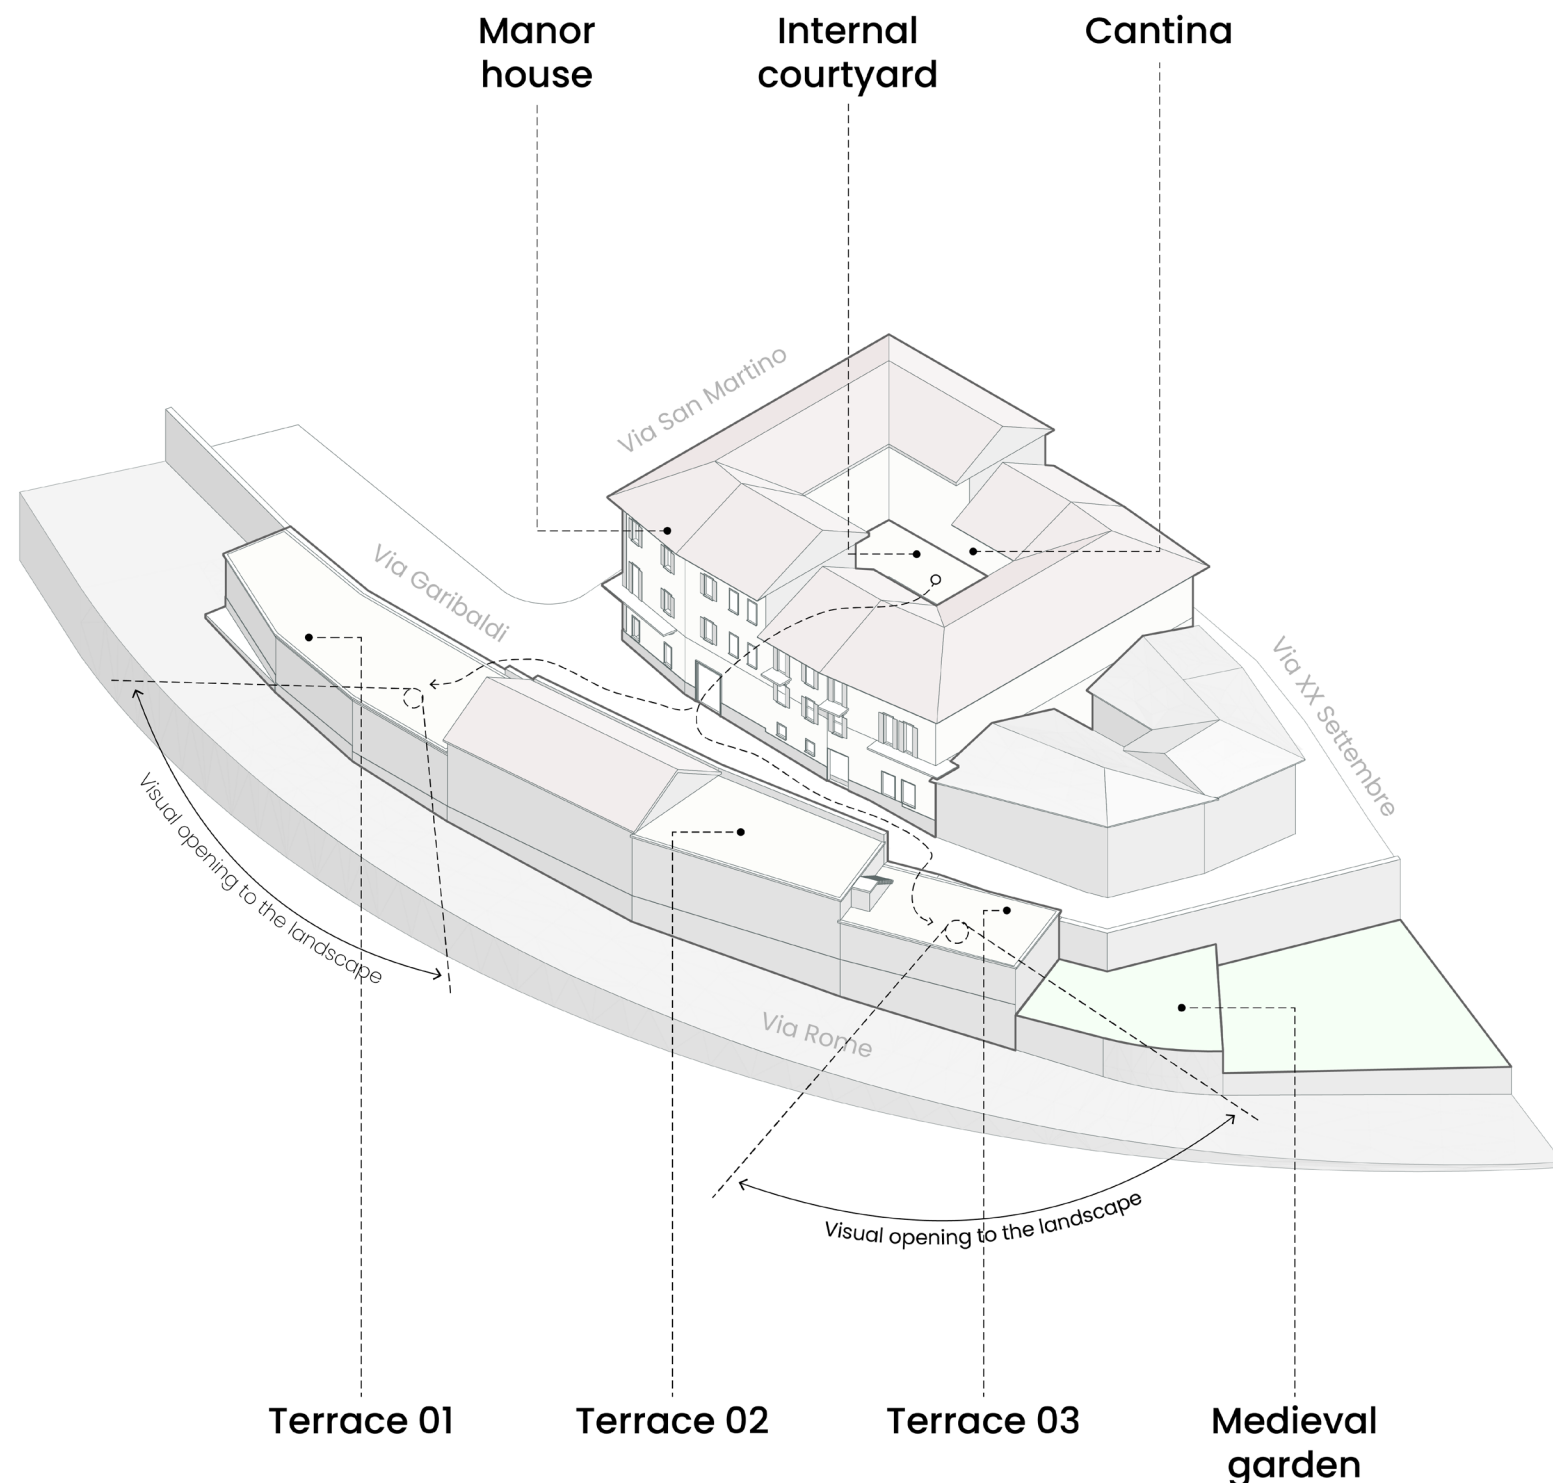 Manor
house
Internal
courtyard
Cantina
Via San Martino
Via Garibaldi
Via XX Settembre
Visual opening to the landscape
Via Rome
Visual opening to the landscape
Terrace 01
Terrace 02
Terrace 03
Medieval
garden